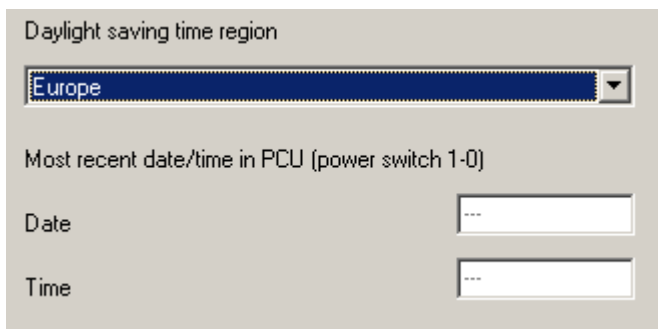 Daylight saving time region
Europe
Most recent date/time in PCU (power switch 1-0)
Date
---
Time
---